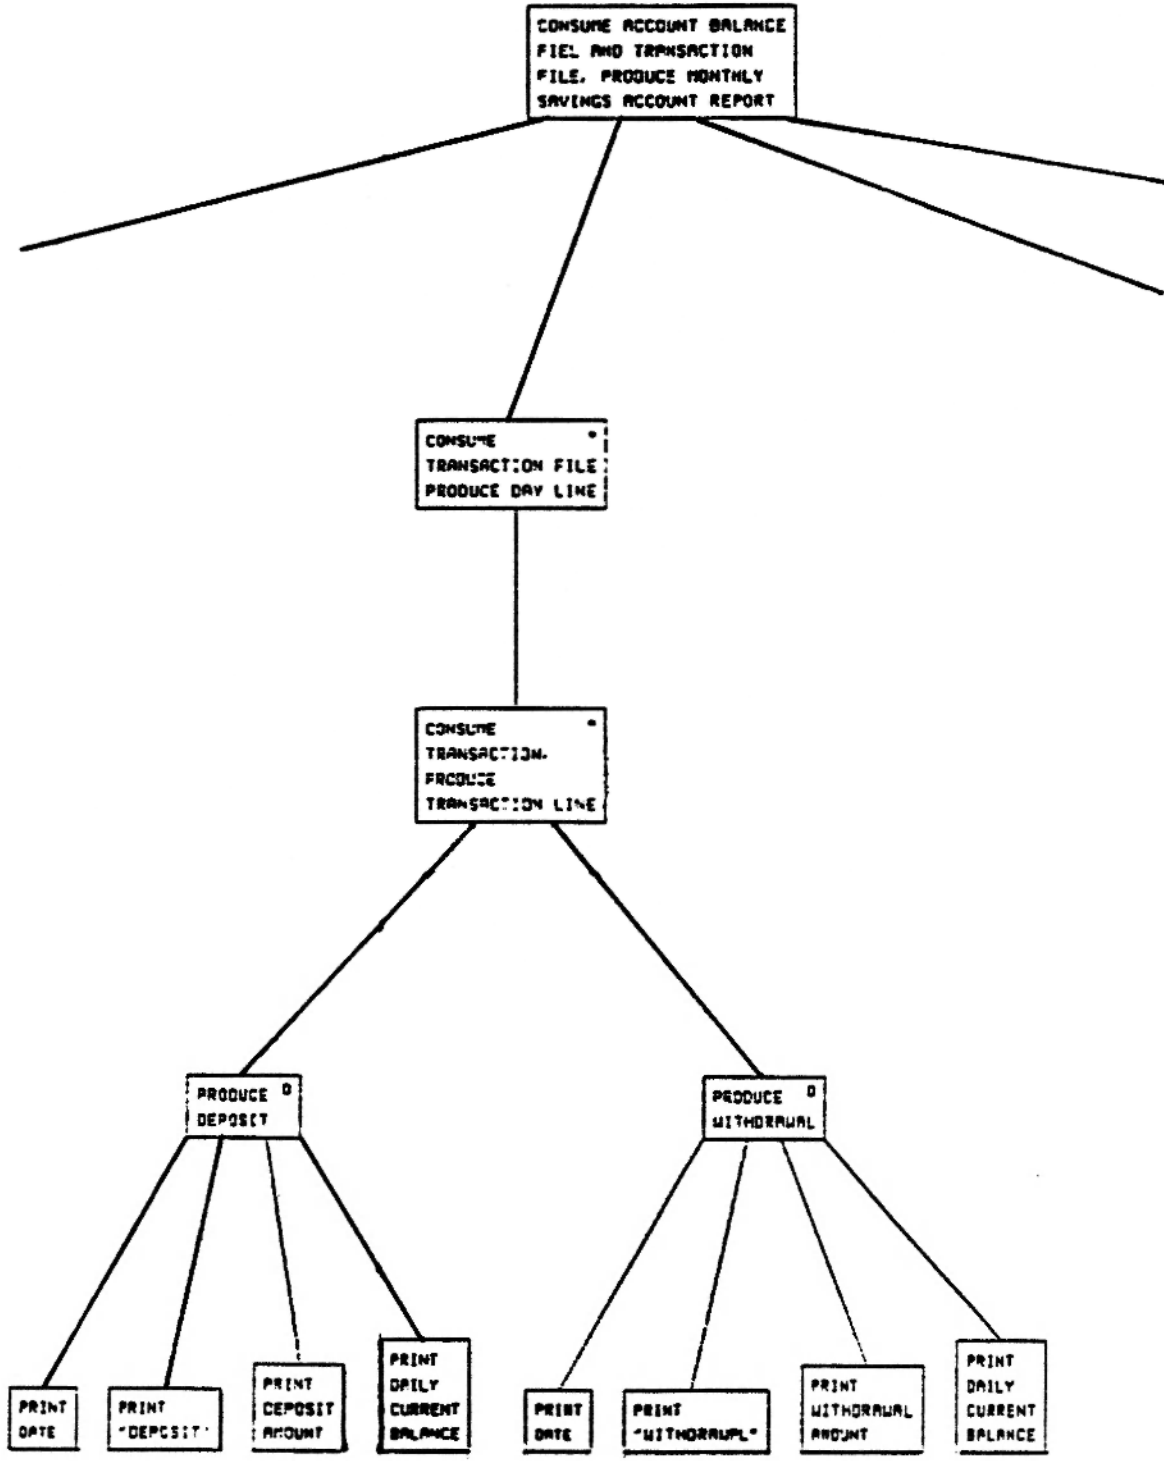 CONSUME ACCOUNT BALANCE
FIEL AND TRANSACTION
FILE. PRODUCE MONTHLY
SAVINGS ACCOUNT REPORT
CONSUME *
TRANSACTION FILE
PRODUCE DAY LINE
CONSUME *
TRANSACTION.
PRODUCE
TRANSACTION LINE
PRODUCE O
DEPOSIT
PRODUCE O
WITHDRAWAL
PRINT
DATE
PRINT
"DEPOSIT"
PRINT
DEPOSIT
AMOUNT
PRINT
DAILY
CURRENT
BALANCE
PRINT
DATE
PRINT
"WITHDRAWAL"
PRINT
WITHDRAWAL
AMOUNT
PRINT
DAILY
CURRENT
BALANCE